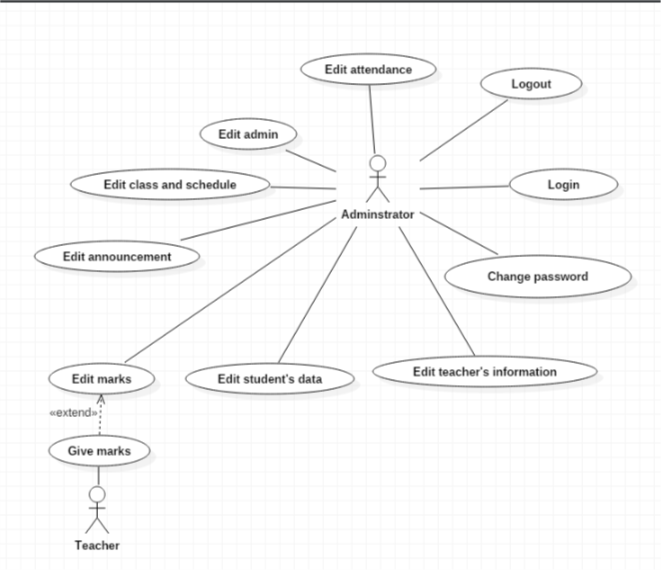 Edit attendance
Logout
Edit admin
Edit class and schedule
Login
Adminstrator
Edit announcement
Change password
Edit marks
Edit student's data
Edit teacher's information
«extend»
Give marks
Teacher